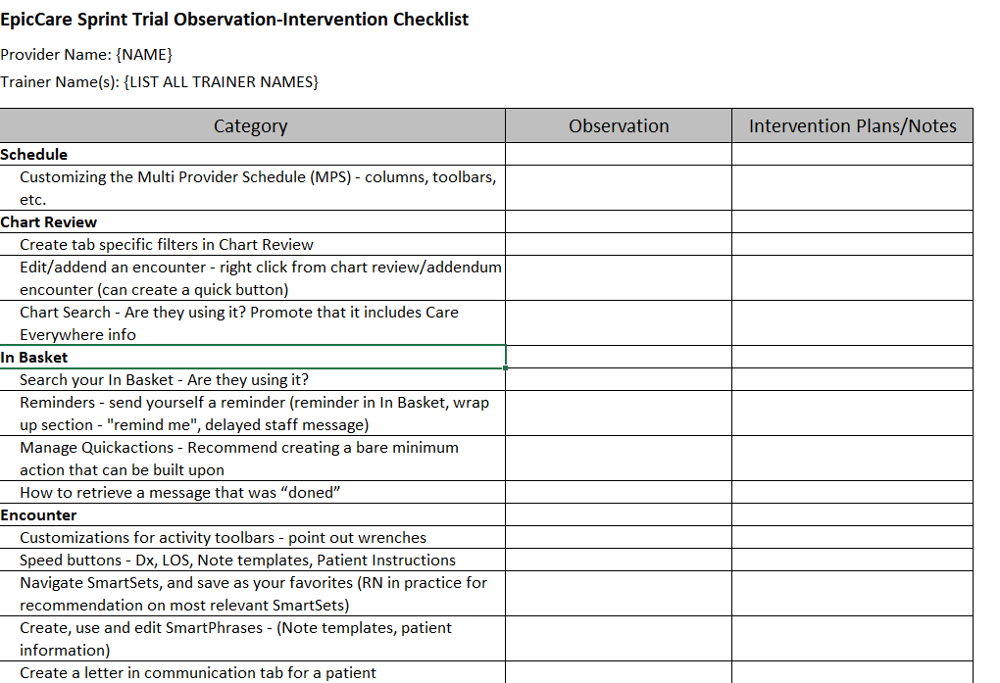 EpicCare Sprint Trial Observation-Intervention Checklist
Provider Name: {NAME}
Trainer Name(s): {LIST ALL TRAINER NAMES}
Category Observation Intervention Plans/Notes
Schedule
Customizing the Multi Provider Schedule (MPS) - columns, toolbars,
etc.
Chart Review
Create tab specific filters in Chart Review
Edit/addend an encounter - right click from chart review/addendum
encounter (can create a quick button)
Chart Search - Are they using it? Promote that it includes Care
Everywhere info
In Basket
Search your In Basket - Are they using it?
Reminders - send yourself a reminder (reminder in In Basket, wrap
up section - "remind me", delayed staff message)
Manage Quickactions - Recommend creating a bare minimum
action that can be built upon
How to retrieve a message that was “doned”
Encounter
Customizations for activity toolbars - point out wrenches
Speed buttons - Dx, LOS, Note templates, Patient Instructions
Navigate SmartSets, and save as your favorites (RN in practice for
recommendation on most relevant SmartSets)
Create, use and edit SmartPhrases - (Note templates, patient
information)
Create a letter in communication tab for a patient